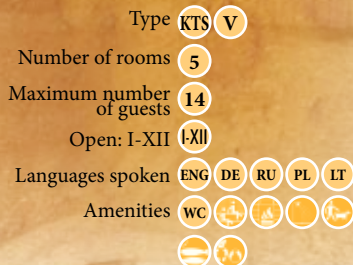 Type KTS V
Number of rooms 5
Maximum number
of guests 14
Open: I-XII I-XII
Languages spoken ENG DE RU PL LT
Amenities WC